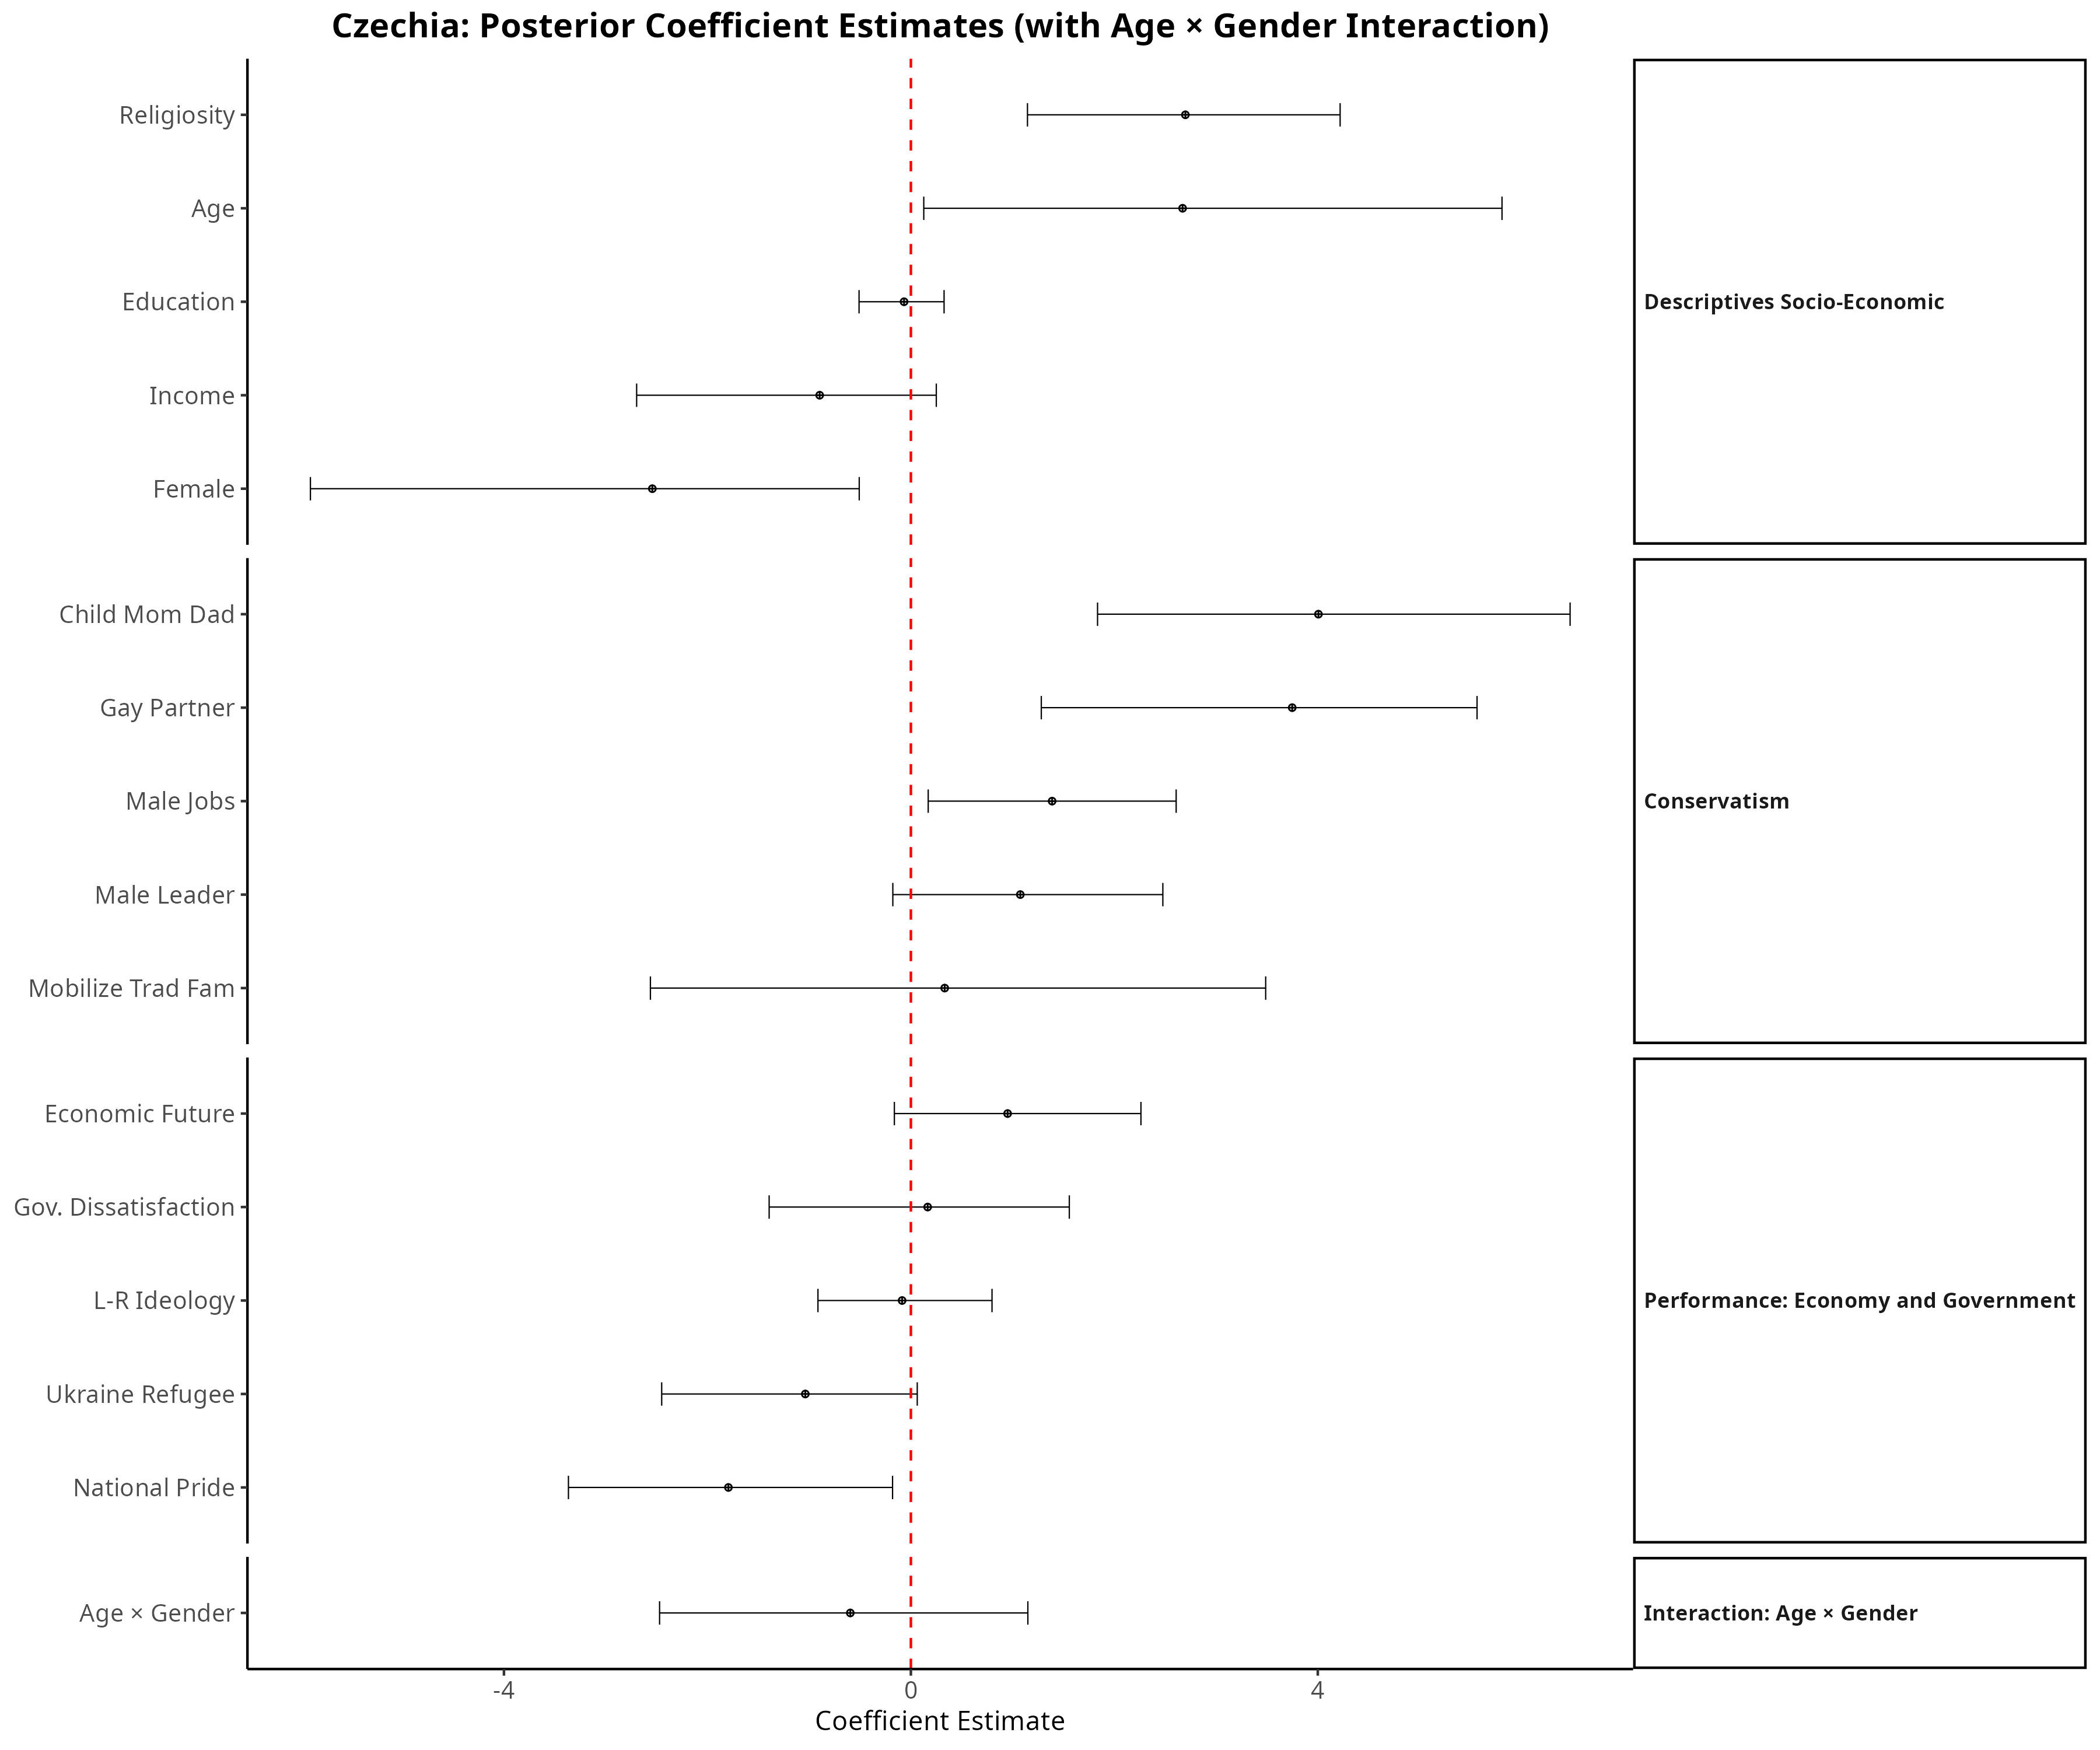 Czechia: Posterior Coefficient Estimates (with Age × Gender Interaction)
Religiosity
Age
Education
Income
Female
Descriptives Socio-Economic
Child Mom Dad
Gay Partner
Male Jobs
Male Leader
Mobilize Trad Fam
Conservatism
Economic Future
Gov. Dissatisfaction
L-R Ideology
Ukraine Refugee
National Pride
Performance: Economy and Government
Age × Gender
Interaction: Age × Gender
-4 0 4
Coefficient Estimate